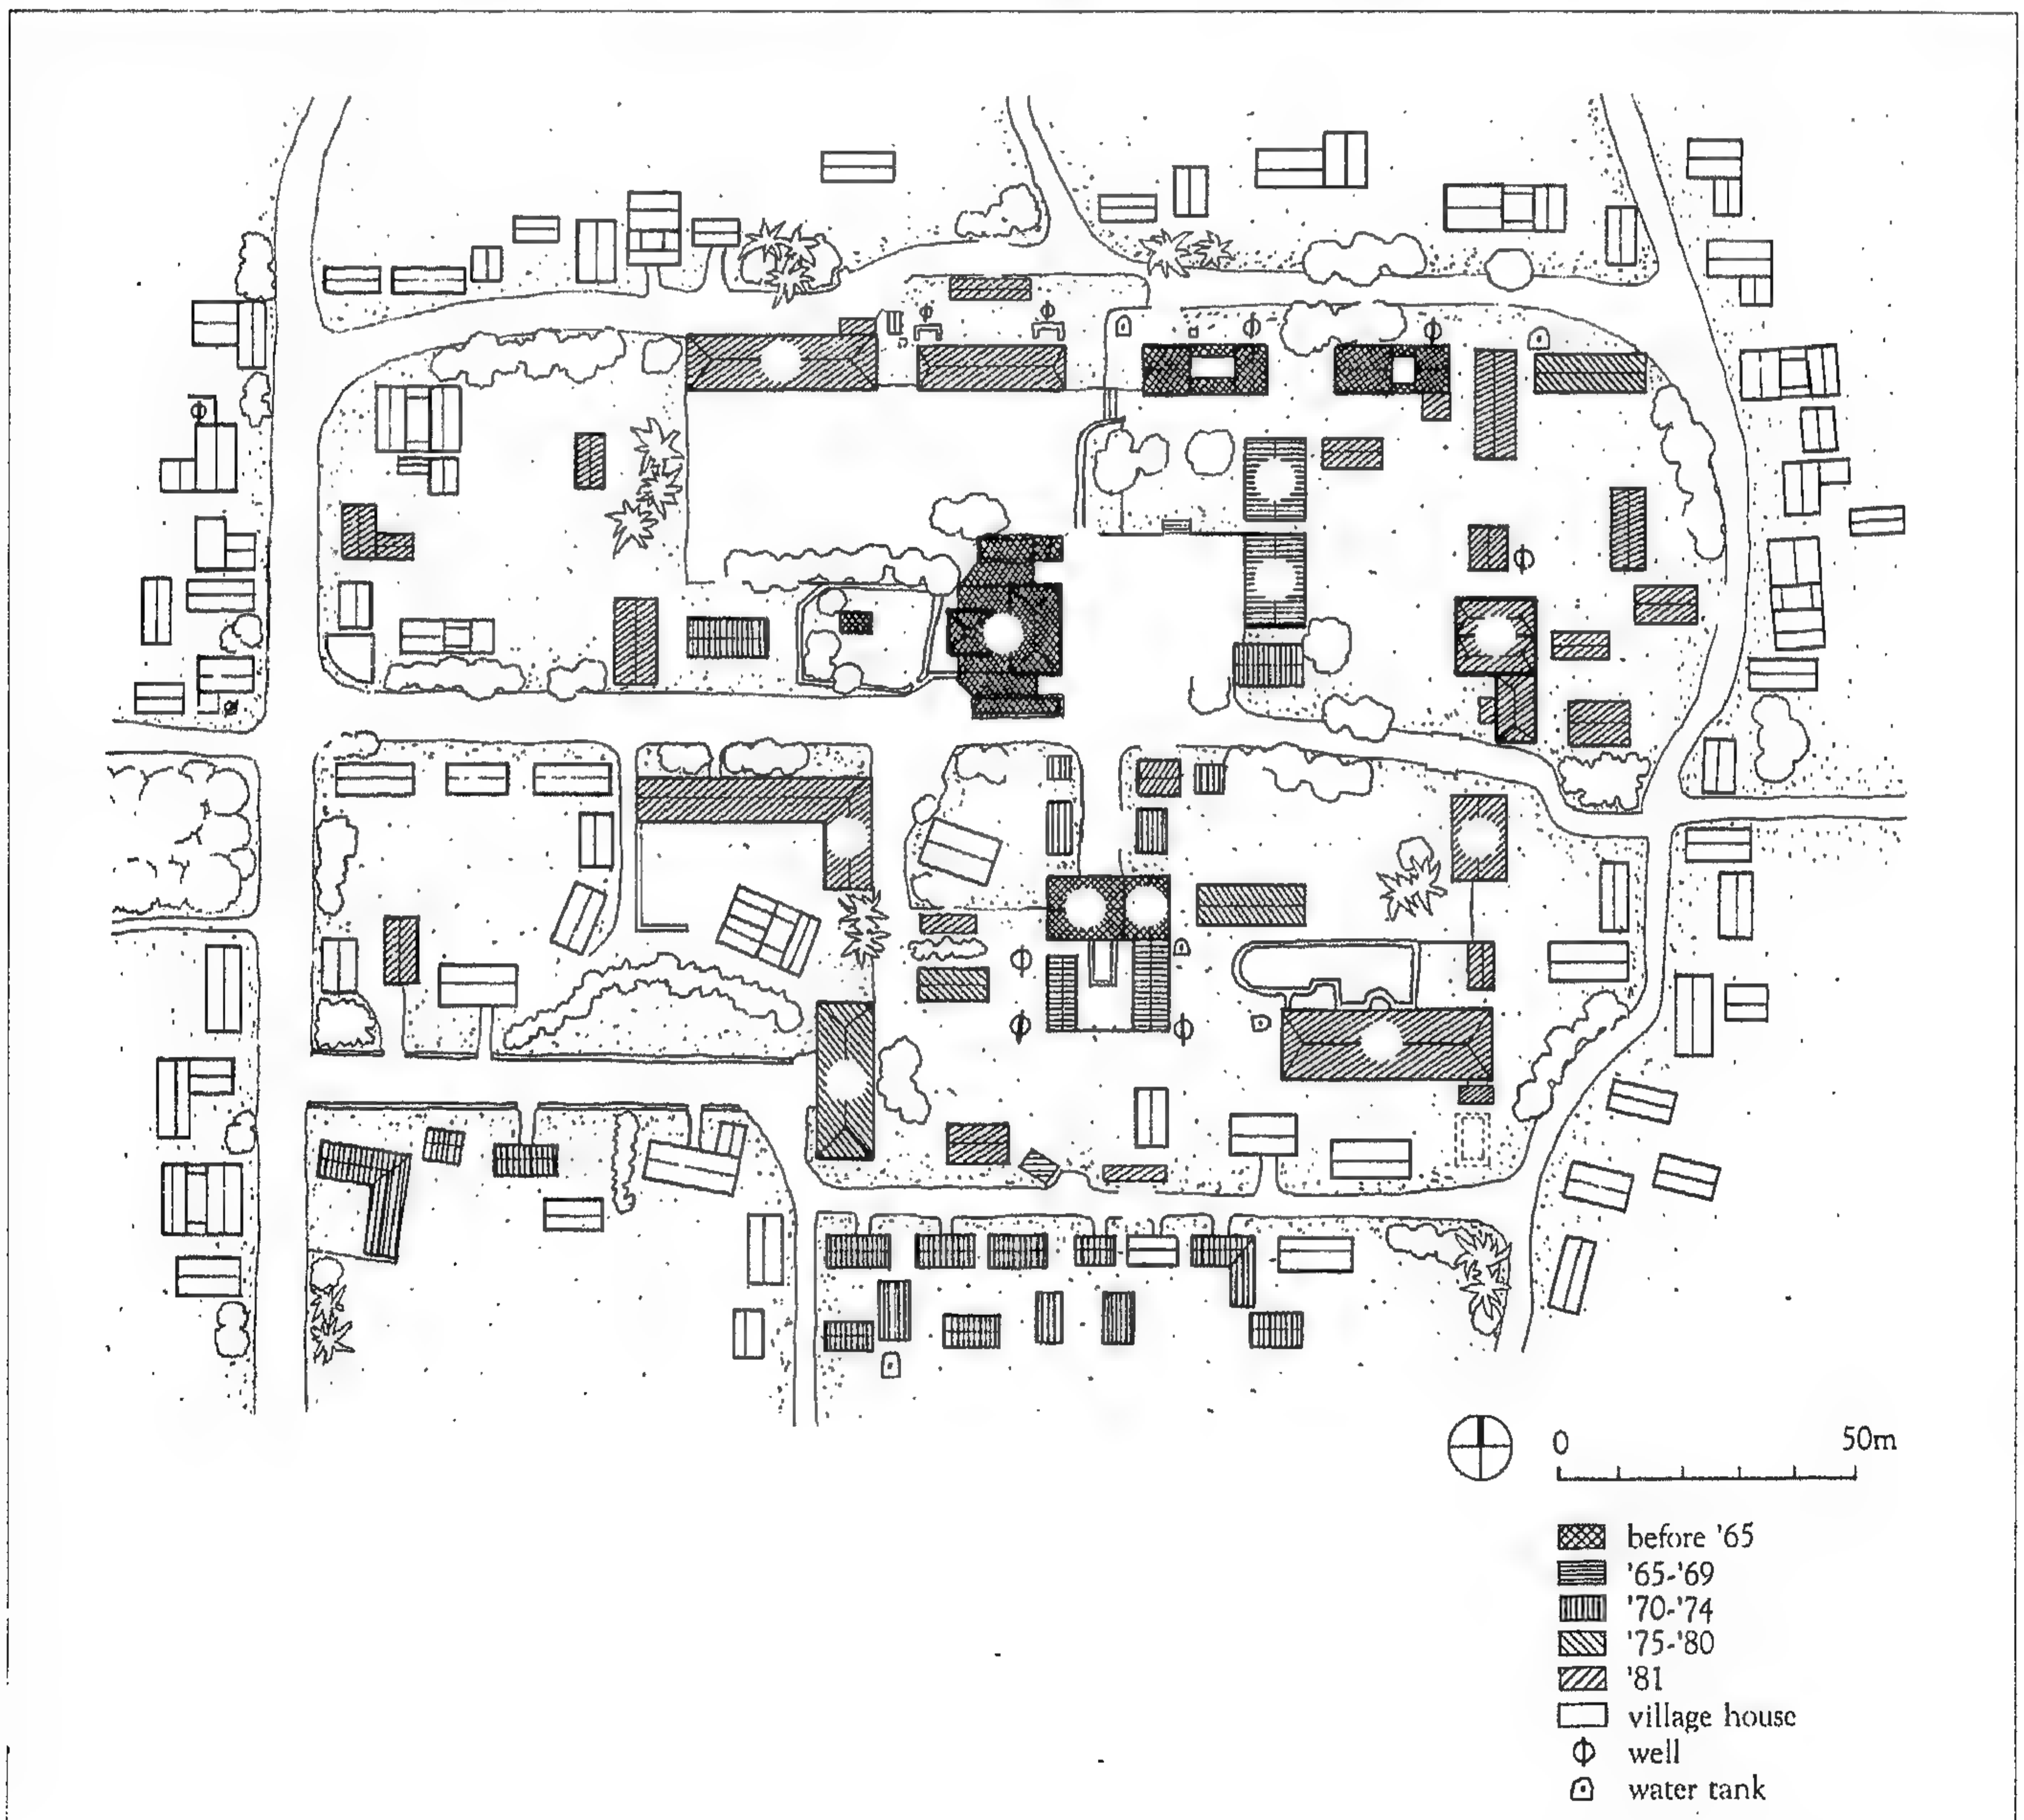 0 50m
before '65
'65-'69
'70-'74
'75-'80
'81
village house
well
water tank